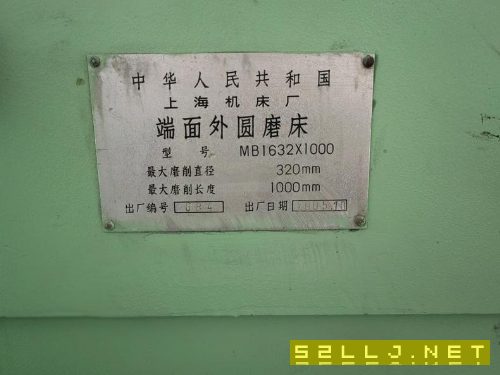 中华人民共和国
上海机床厂
端面外圆磨床
型 号 MB1632X1000
最大磨削直径 320mm
最大磨削长度 1000mm
出厂编号 出厂日期
52LLJ.NET